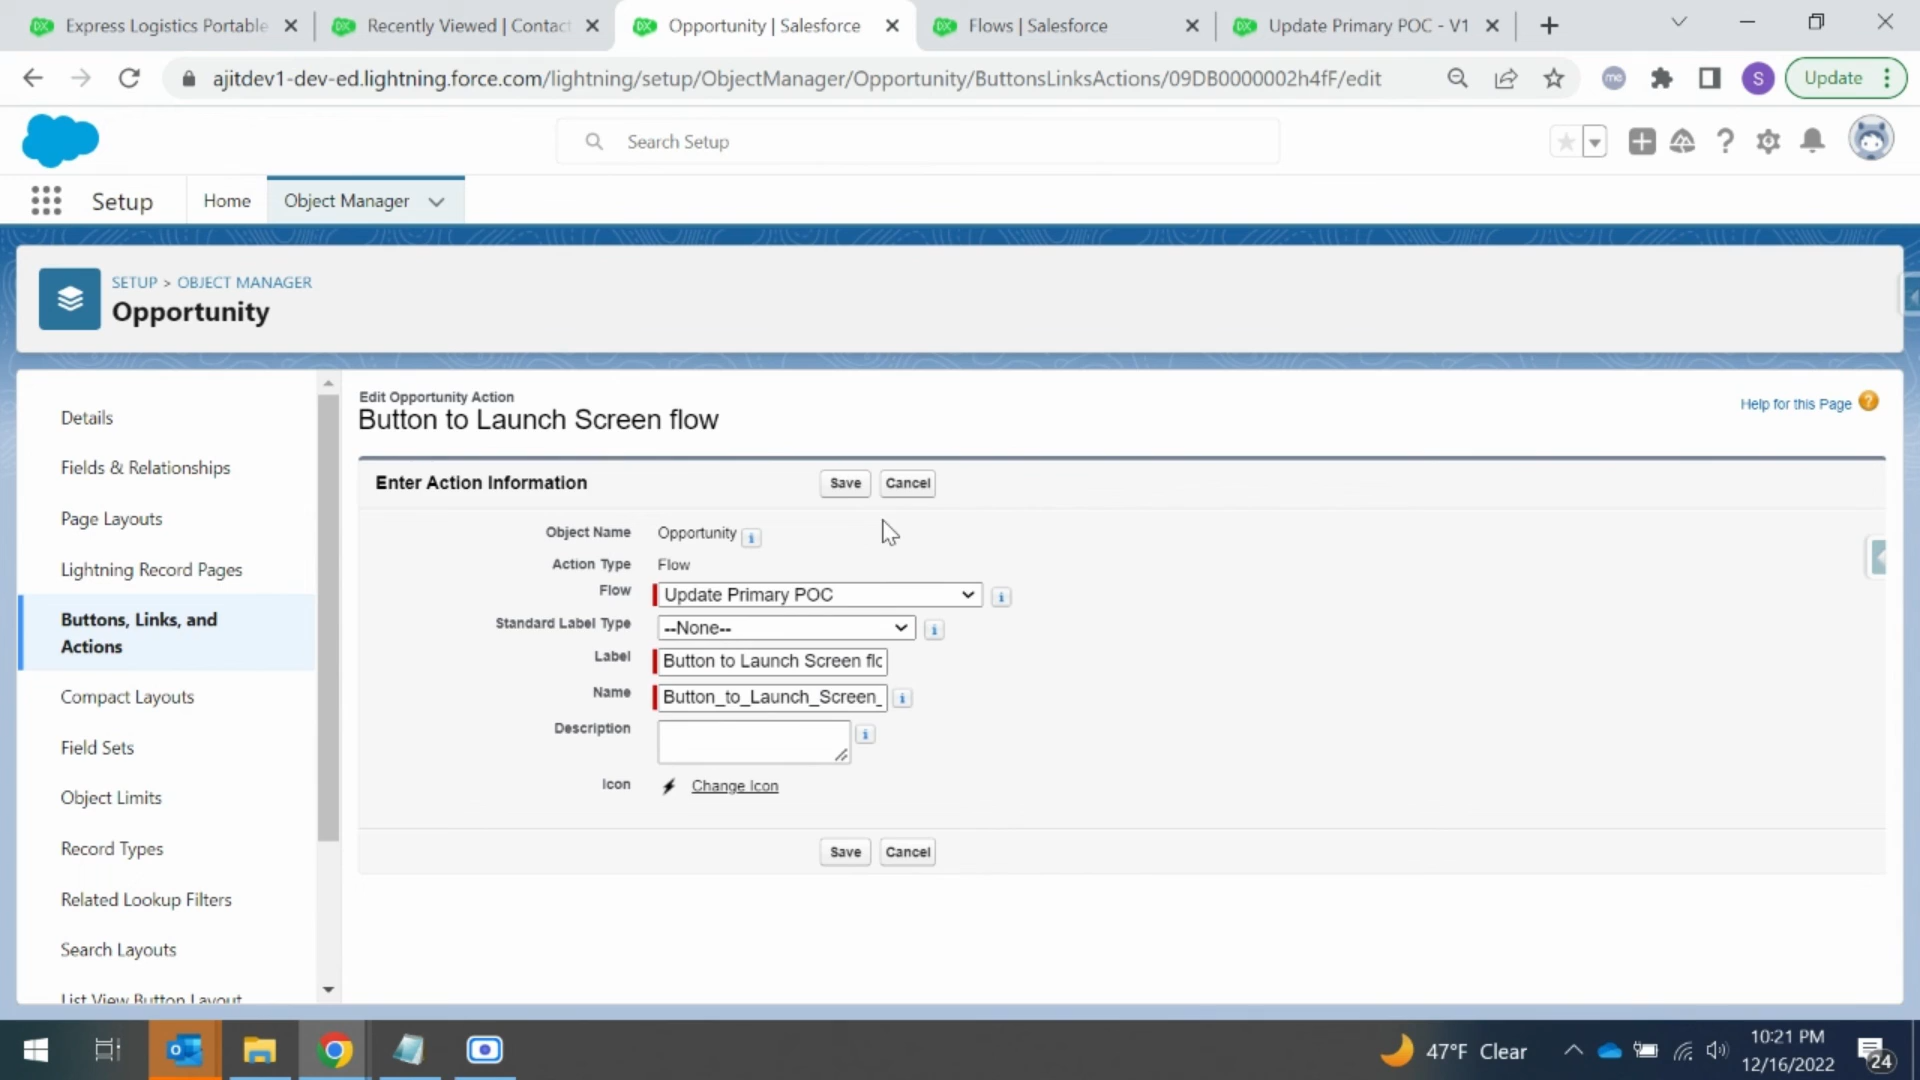 Express Logistics Portable
Recently Viewed | Contact
Opportunity | Salesforce
Flows | Salesforce
Update Primary POC - V1
ajitdev1-dev-ed.lightning.force.com/lightning/setup/ObjectManager/Opportunity/ButtonsLinksActions/09DB0000002h4fF/edit
me
S
Update
Search Setup
Setup
Home
Object Manager
SETUP > OBJECT MANAGER
Opportunity
Details
Fields & Relationships
Page Layouts
Lightning Record Pages
Buttons, Links, and
Actions
Compact Layouts
Field Sets
Object Limits
Record Types
Related Lookup Filters
Search Layouts
List View Button Layout
Edit Opportunity Action
Button to Launch Screen flow
Help for this Page
Enter Action Information
Save
Cancel
Object Name
Opportunity
Action Type
Flow
Flow
Update Primary POC
Standard Label Type
--None--
Label
Button to Launch Screen flo
Name
Button_to_Launch_Screen_
Description
Icon
Change Icon
Save
Cancel
47°F Clear
10:21 PM
12/16/2022
24